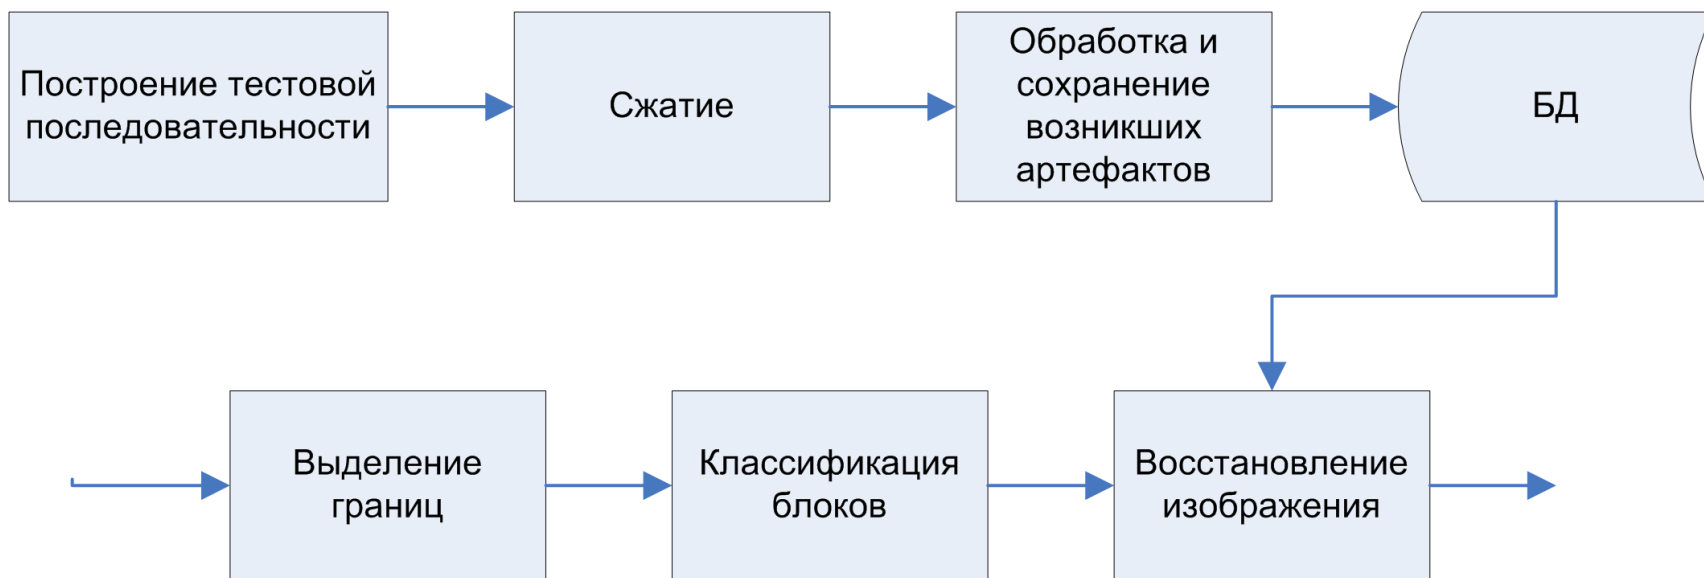 Построение тестовой
последовательности
Сжатие
Обработка и
сохранение
возникших
артефактов
БД
Выделение
границ
Классификация
блоков
Восстановление
изображения